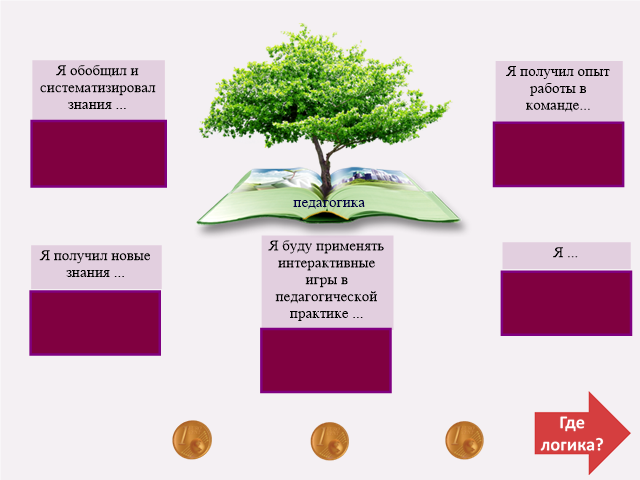 Я обобщил и
систематизировал
знания ...
Я получил опыт
работы в
команде...
педагогика
Я получил новые
знания ...
Я буду применять
интерактивные
игры в
педагогической
практике ...
Я ...
Где
логика?